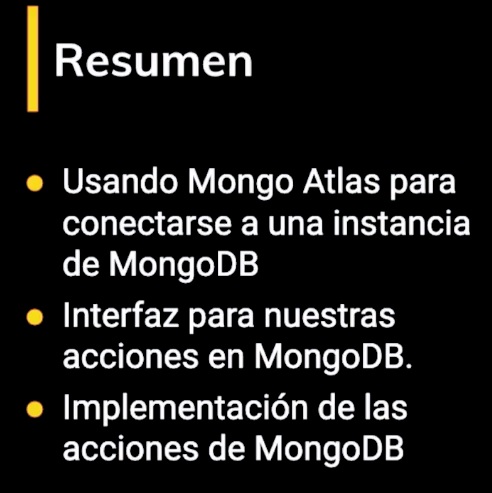 Resumen
Usando Mongo Atlas para
conectarse a una instancia
de MongoDB
Interfaz para nuestras
acciones en MongoDB.
Implementación de las
acciones de MongoDB